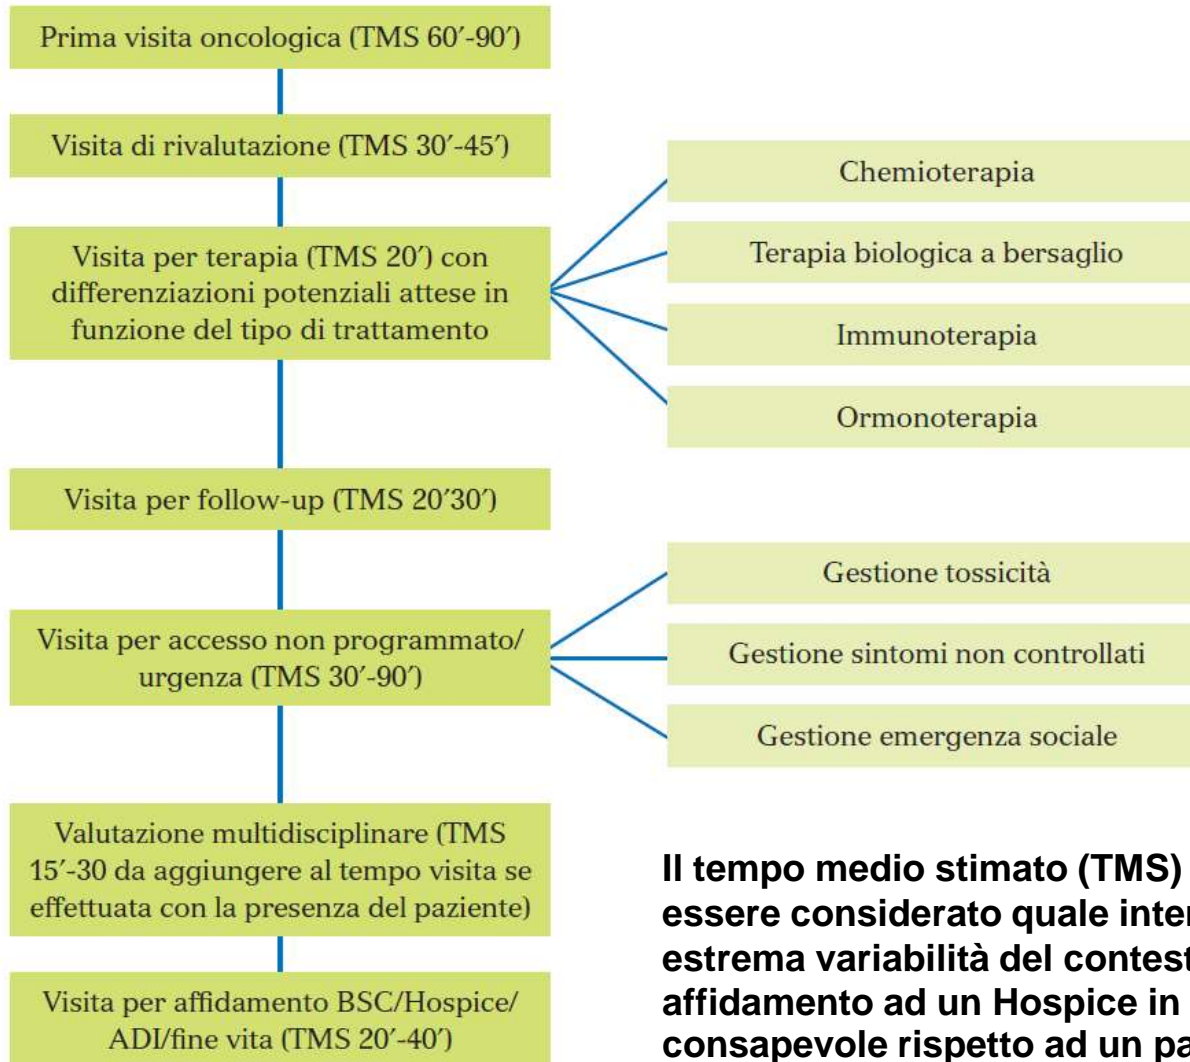 Prima visita oncologica (TMS 60′-90′)
Visita di rivalutazione (TMS 30′-45′)
Visita per terapia (TMS 20′) con
differenziazioni potenziali attese in
funzione del tipo di trattamento
Chemioterapia
Terapia biologica a bersaglio
Immunoterapia
Ormonoterapia
Visita per follow-up (TMS 20′30′)
Visita per accesso non programmato/
urgenza (TMS 30′-90′)
Gestione tossicità
Gestione sintomi non controllati
Gestione emergenza sociale
Valutazione multidisciplinare (TMS
15′-30 da aggiungere al tempo visita se
effettuata con la presenza del paziente)
Visita per affidamento BSC/Hospice/
ADI/fine vita (TMS 20′-40′)
Il tempo medio stimato (TMS)
essere considerato quale inter
estrema variabilità del contest
affidamento ad un Hospice in
consapevole rispetto ad un pa